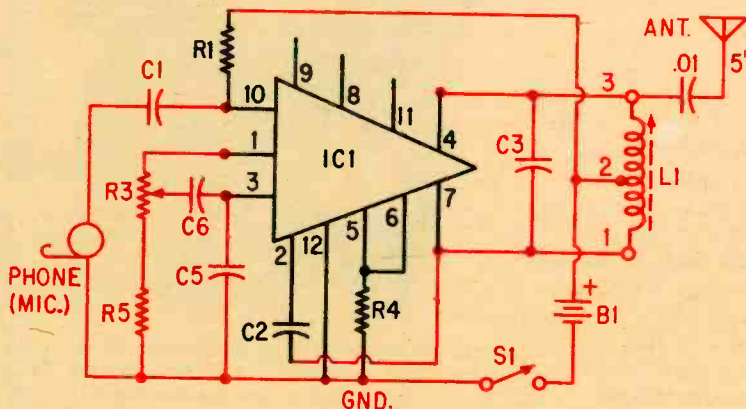 ANT.
R1
.01
5'
C1
9
8
11
3
10
4
1
IC1
C3
2
L1
3
R3
C6
7
6
5
12
2
1
PHONE
(MIC.)
C5
R5
C2
R4
+
B1
S1
GND.